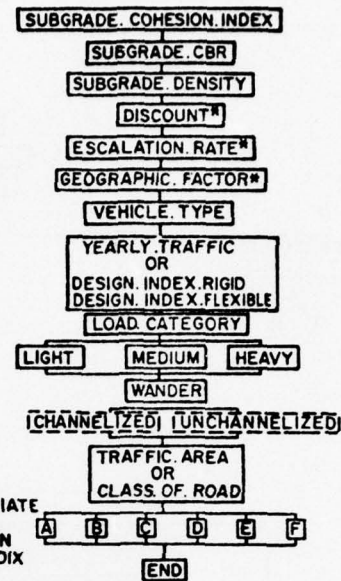 SUBGRADE. COHESION. INDEX
SUBGRADE. CBR
SUBGRADE. DENSITY
DISCOUNT*
ESCALATION. RATE*
GEOGRAPHIC. FACTOR*
VEHICLE. TYPE
YEARLY. TRAFFIC
OR
DESIGN. INDEX. RIGID
DESIGN. INDEX. FLEXIBLE
LOAD. CATEGORY
LIGHT MEDIUM HEAVY
WANDER
CHANNELIZED UNCHANNELIZED
TRAFFIC. AREA
OR
CLASS. OF. ROAD
IATE
A B C D E F
N
DIX
END